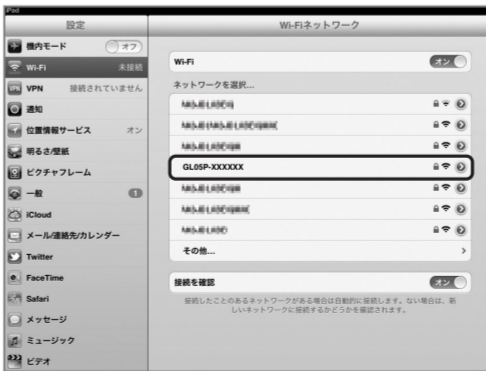 iPad
設定
Wi-Fiネットワーク
機内モード
オフ
Wi-Fi
未接続
VPN
接続されていません
通知
位置情報サービス
オン
明るさ/壁紙
ピクチャフレーム
一般
1
iCloud
メール/連絡先/カレンダー
Twitter
FaceTime
Safari
メッセージ
ミュージック
ビデオ
Wi-Fi
オン
ネットワークを選択...
GL05P-XXXXXX
その他...
接続を確認
オン
接続したことのあるネットワークがある場合は自動的に接続します。ない場合は、新
しいネットワークに接続するかどうかを確認されます。